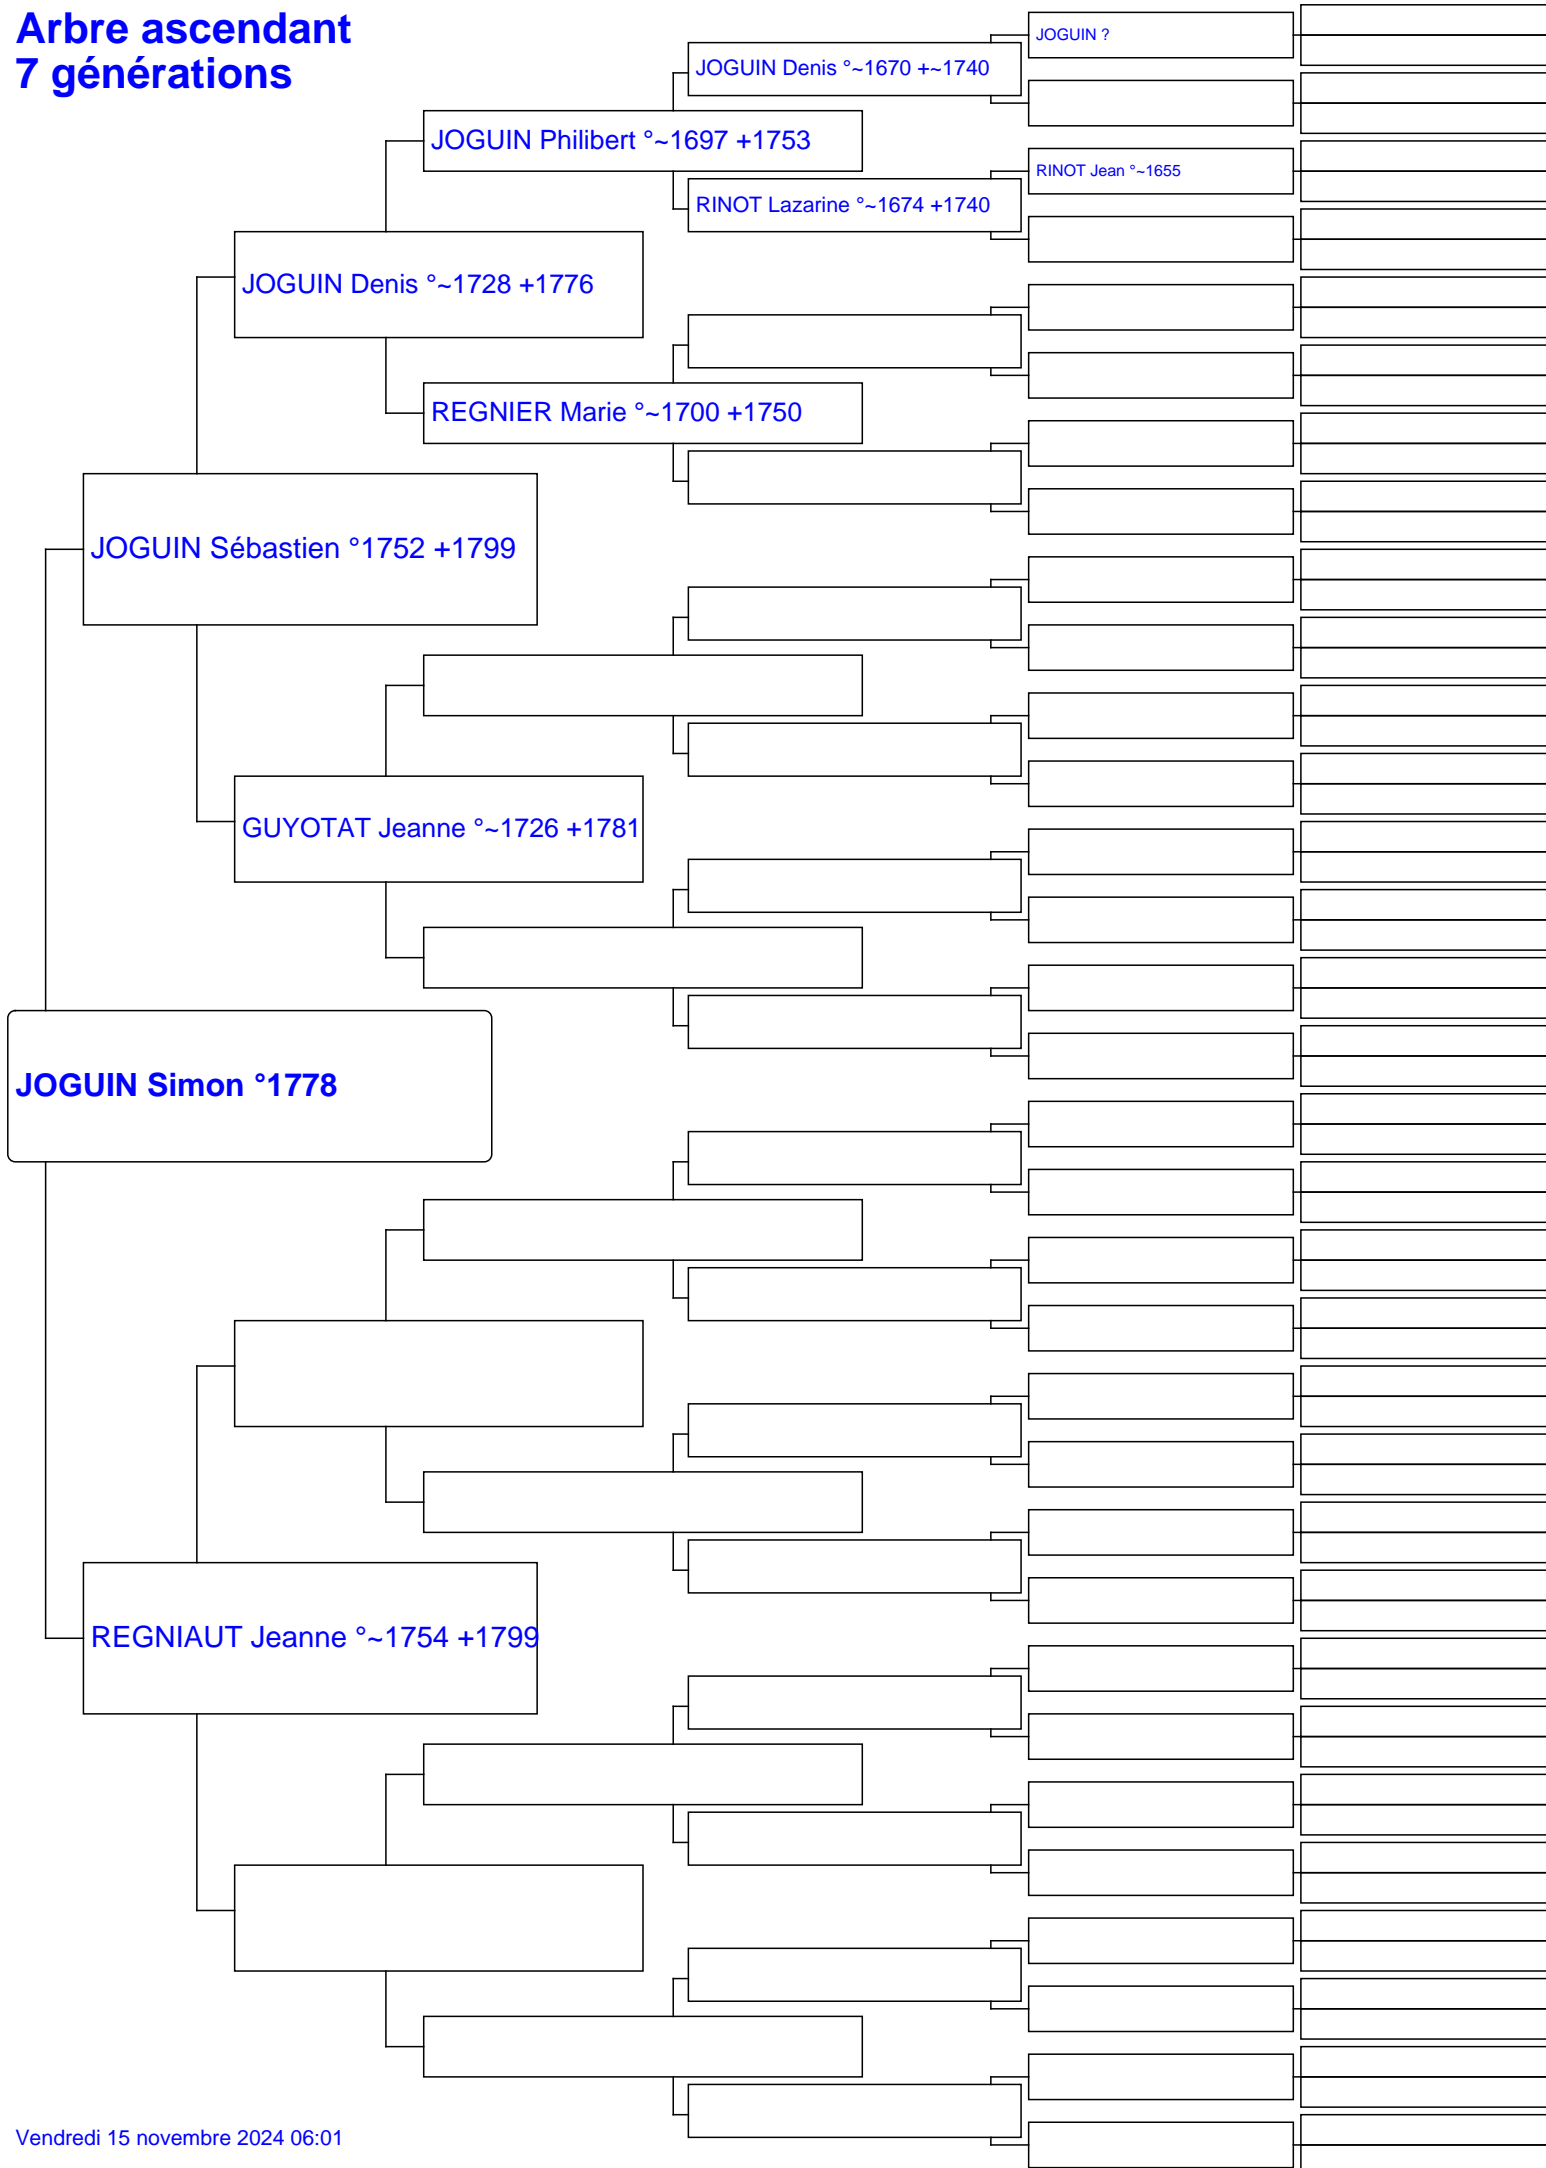 Arbre ascendant
7 générations
JOGUIN ?
JOGUIN Denis °~1670 +~1740
JOGUIN Philibert °~1697 +1753
RINOT Jean °~1655
RINOT Lazarine °~1674 +1740
JOGUIN Denis °~1728 +1776
REGNIER Marie °~1700 +1750
JOGUIN Sébastien °1752 +1799
GUYOTAT Jeanne °~1726 +1781
JOGUIN Simon °1778
REGNIAUT Jeanne °~1754 +1799
Vendredi 15 novembre 2024 06:01